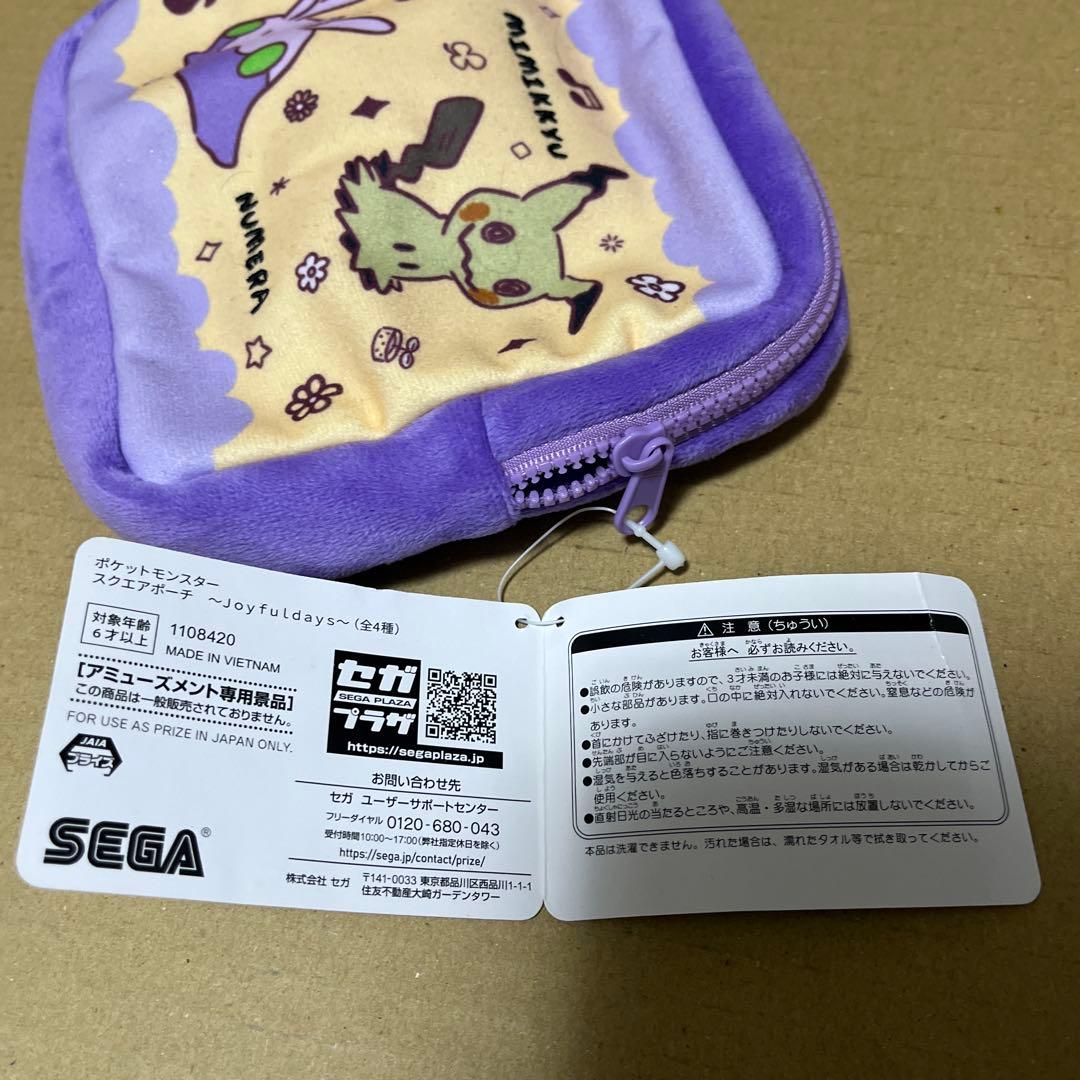 MIMIKKYU
NUMERA
ポケットモンスター
スクエアポーチ ～Joyfuldays～(全4種)
対象年齢
6才以上
1108420
MADE IN VIETNAM
[アミューズメント専用景品]
この商品は一般販売されておりません。
FOR USE AS PRIZE IN JAPAN ONLY.
JAIA
プライズ
SEGA®
セガ
SEGA PLAZA
プラザ
https://segaplaza.jp/
お問い合わせ先
セガ ユーザーサポートセンター
フリーダイヤル 0120-680-043
受付時間10:00～17:00(弊社指定休日を除く)
https://sega.jp/contact/prize/
株式会社 セガ 〒141-0033 東京都品川区西品川1-1-1
住友不動産大崎ガーデンタワー
⚠ 注 意(ちゅうい)
お客様へ 必ずお読みください。
●誤飲の危険がありますので、3才未満のお子様には絶対に与えないでください。
●小さな部品があります。口の中に絶対入れないでください。窒息などの危険が
あります。
●首にかけてふざけたり、指に巻きつけたりしないでください。
●先端部が目に入らないようにご注意ください。
●湿気を与えると色落ちすることがあります。湿気がある場合は乾かしてからご
使用ください。
●直射日光の当たるところや、高温・多湿な場所には放置しないでください。
本品は洗濯できません。汚れた場合は、濡れたタオル等で拭き取ってください。